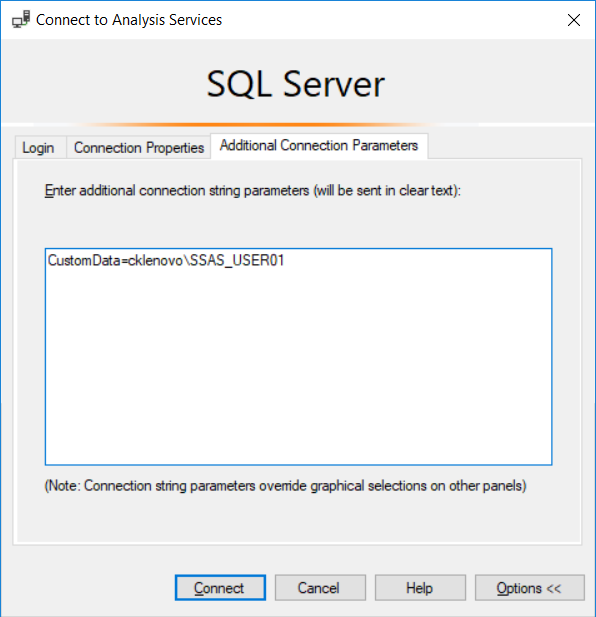 Connect to Analysis Services
SQL Server
Login
Connection Properties
Additional Connection Parameters
Enter additional connection string parameters (will be sent in clear text):
CustomData=cklenovo\SSAS_USER01
(Note: Connection string parameters override graphical selections on other panels)
Connect
Cancel
Help
Options <<